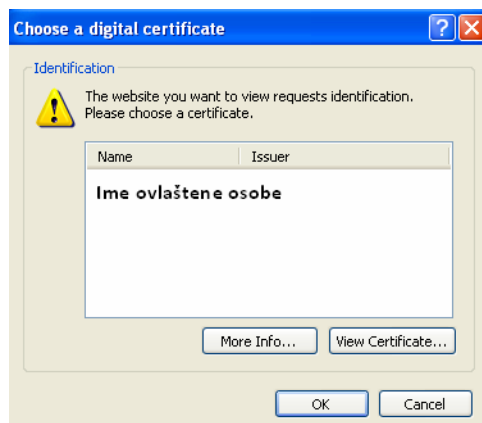 Choose a digital certificate
Identification
The website you want to view requests identification.
Please choose a certificate.
Name Issuer
Ime ovlaštene osobe
More Info... View Certificate...
OK Cancel